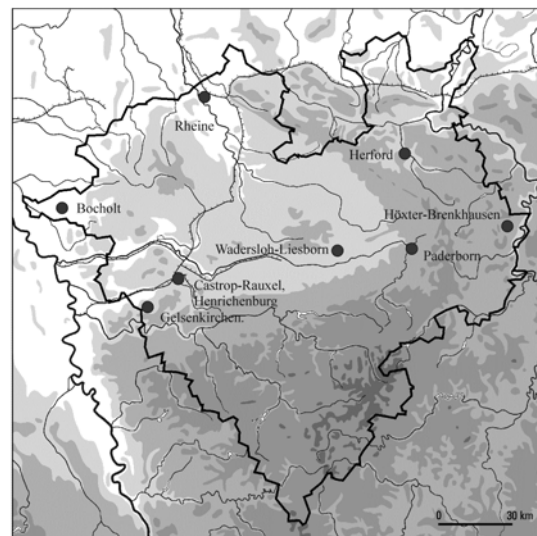 Rheine
Herford
Bocholt
Höxter-Brenkhausen
Wadersloh-Liesborn
Paderborn
Castrop-Rauxel,
Henrichenburg
Gelsenkirchen.
0
30 km